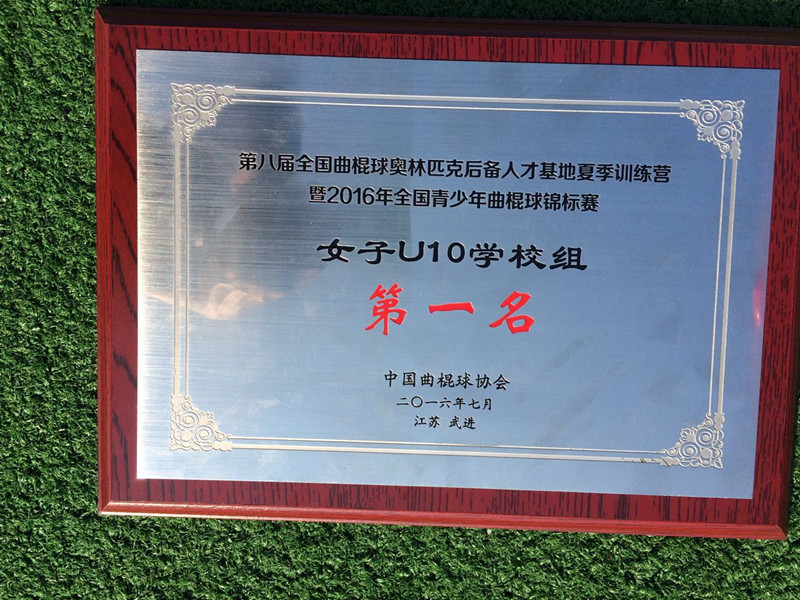 第八届全国曲棍球奥林匹克后备人才基地夏季训练营
暨2016年全国青少年曲棍球锦标赛
女子U10学校组
第一名
中国曲棍球协会
二〇一六年七月
江苏 武进